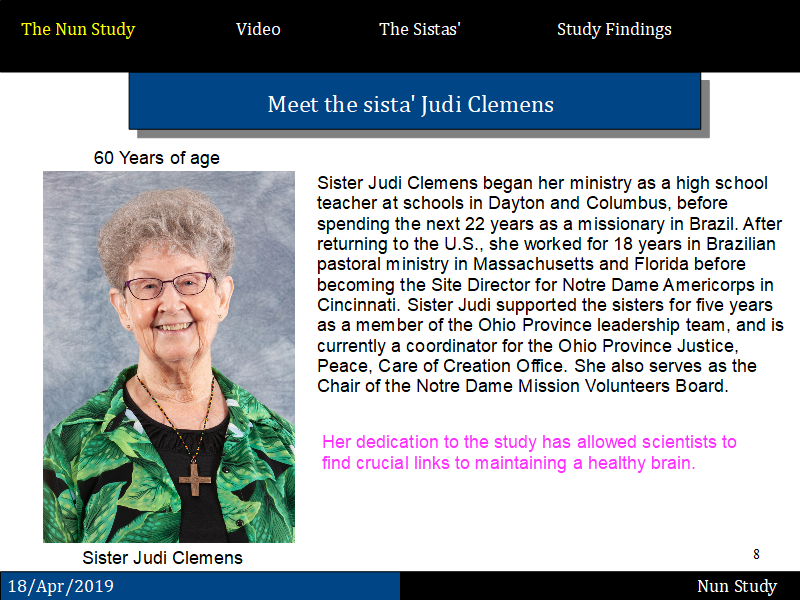 The Nun Study Video The Sistas' Study Findings
Meet the sista' Judi Clemens
60 Years of age
Sister Judi Clemens began her ministry as a high school
teacher at schools in Dayton and Columbus, before
spending the next 22 years as a missionary in Brazil. After
returning to the U.S., she worked for 18 years in Brazilian
pastoral ministry in Massachusetts and Florida before
becoming the Site Director for Notre Dame Americorps in
Cincinnati. Sister Judi supported the sisters for five years
as a member of the Ohio Province leadership team, and is
currently a coordinator for the Ohio Province Justice,
Peace, Care of Creation Office. She also serves as the
Chair of the Notre Dame Mission Volunteers Board.
Her dedication to the study has allowed scientists to
find crucial links to maintaining a healthy brain.
Sister Judi Clemens
8
18/Apr/2019 Nun Study